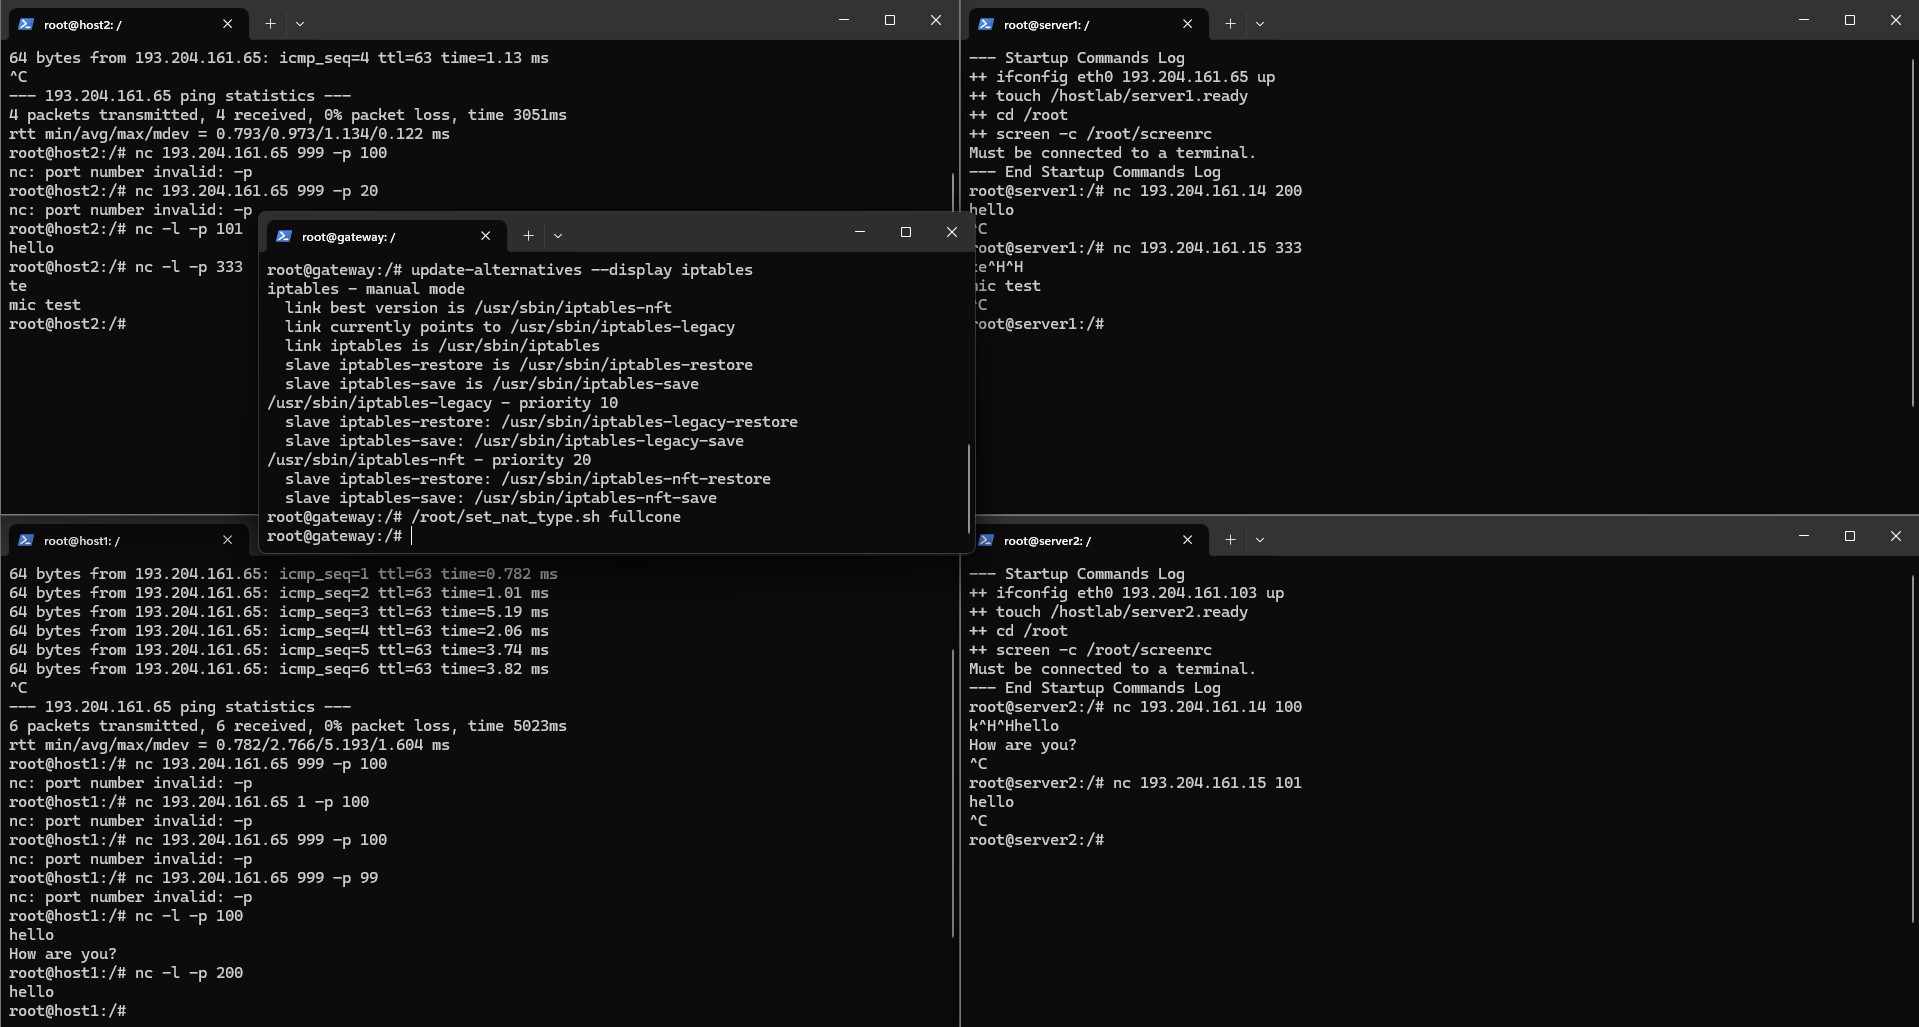 root@host2: /
64 bytes from 193.204.161.65: icmp_seq=4 ttl=63 time=1.13 ms
^C
--- 193.204.161.65 ping statistics ---
4 packets transmitted, 4 received, 0% packet loss, time 3051ms
rtt min/avg/max/mdev = 0.793/0.973/1.134/0.122 ms
root@host2:/# nc 193.204.161.65 999 -p 100
nc: port number invalid: -p
root@host2:/# nc 193.204.161.65 999 -p 20
nc: port number invalid: -p
root@host2:/# nc -l -p 101
hello
root@host2:/# nc -l -p 333
te
mic test
root@host2:/#
root@server1: /
--- Startup Commands Log
++ ifconfig eth0 193.204.161.65 up
++ touch /hostlab/server1.ready
++ cd /root
++ screen -c /root/screenrc
Must be connected to a terminal.
--- End Startup Commands Log
root@server1:/# nc 193.204.161.14 200
hello
^C
root@server1:/# nc 193.204.161.15 333
te^H^H
mic test
^C
root@server1:/#
root@gateway: /
root@gateway:/# update-alternatives --display iptables
iptables - manual mode
  link best version is /usr/sbin/iptables-nft
  link currently points to /usr/sbin/iptables-legacy
  link iptables is /usr/sbin/iptables
  slave iptables-restore is /usr/sbin/iptables-restore
  slave iptables-save is /usr/sbin/iptables-save
/usr/sbin/iptables-legacy - priority 10
  slave iptables-restore: /usr/sbin/iptables-legacy-restore
  slave iptables-save: /usr/sbin/iptables-legacy-save
/usr/sbin/iptables-nft - priority 20
  slave iptables-restore: /usr/sbin/iptables-nft-restore
  slave iptables-save: /usr/sbin/iptables-nft-save
root@gateway:/# /root/set_nat_type.sh fullcone
root@gateway:/#
root@host1: /
64 bytes from 193.204.161.65: icmp_seq=1 ttl=63 time=0.782 ms
64 bytes from 193.204.161.65: icmp_seq=2 ttl=63 time=1.01 ms
64 bytes from 193.204.161.65: icmp_seq=3 ttl=63 time=5.19 ms
64 bytes from 193.204.161.65: icmp_seq=4 ttl=63 time=2.06 ms
64 bytes from 193.204.161.65: icmp_seq=5 ttl=63 time=3.74 ms
64 bytes from 193.204.161.65: icmp_seq=6 ttl=63 time=3.82 ms
^C
--- 193.204.161.65 ping statistics ---
6 packets transmitted, 6 received, 0% packet loss, time 5023ms
rtt min/avg/max/mdev = 0.782/2.766/5.193/1.604 ms
root@host1:/# nc 193.204.161.65 999 -p 100
nc: port number invalid: -p
root@host1:/# nc 193.204.161.65 1 -p 100
nc: port number invalid: -p
root@host1:/# nc 193.204.161.65 999 -p 100
nc: port number invalid: -p
root@host1:/# nc 193.204.161.65 999 -p 99
nc: port number invalid: -p
root@host1:/# nc -l -p 100
hello
How are you?
root@host1:/# nc -l -p 200
hello
root@host1:/#
root@server2: /
--- Startup Commands Log
++ ifconfig eth0 193.204.161.103 up
++ touch /hostlab/server2.ready
++ cd /root
++ screen -c /root/screenrc
Must be connected to a terminal.
--- End Startup Commands Log
root@server2:/# nc 193.204.161.14 100
k^H^Hhello
How are you?
^C
root@server2:/# nc 193.204.161.15 101
hello
^C
root@server2:/#